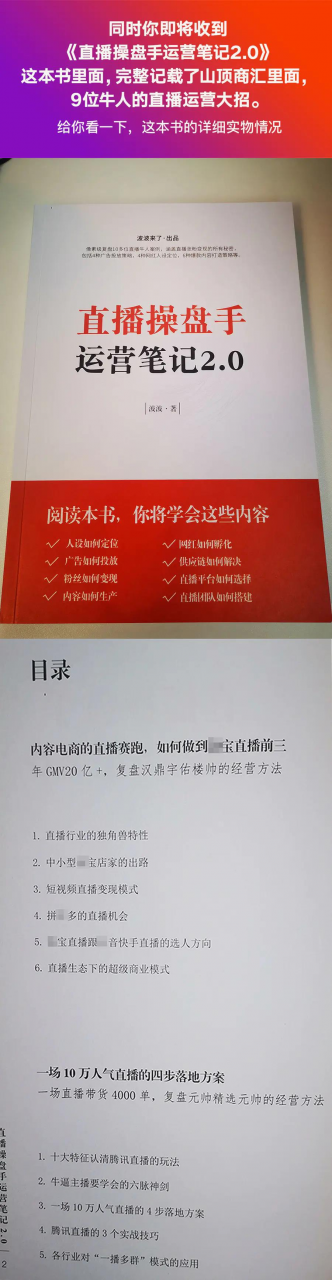 同时你即将收到
《直播操盘手运营笔记2.0》
这本书里面,完整记载了山顶商汇里面,
9位牛人的直播运营大招。
给你看一下,这本书的详细实物情况
波波来了·出品
直播操盘手
运营笔记2.0
波波·著
阅读本书,你将学会这些内容
人设如何定位 网红如何孵化
广告如何投放 供应链如何解决
粉丝如何变现 直播平台如何选择
内容如何生产 直播团队如何搭建
目录
内容电商的直播赛跑,如何做到 宝直播前三
年GMV20亿+,复盘汉鼎宇佑楼帅的经营方法
1. 直播行业的独角兽特性
2. 中小型 宝店家的出路
3. 短视频直播变现模式
4. 拼 多的直播机会
5. 宝直播跟 音快手直播的选人方向
6. 直播生态下的超级商业模式
一场10万人气直播的四步落地方案
一场直播带货4000单,复盘元帅精选元帅的经营方法
1. 十大特征认清腾讯直播的玩法
2. 牛逼主播要学会的六脉神剑
3. 一场10万人气直播的4步落地方案
4. 腾讯直播的3个实战技巧
5. 各行业对“一播多群”模式的应用
直播操盘手运营笔记2.0
2